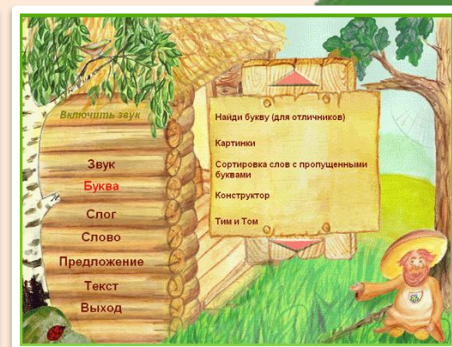 Включить звук
Звук
Буква
Слог
Слово
Предложение
Текст
Выход
Найди букву (для отличников)
Картинки
Сортировка слов с пропущенными
буквами
Конструктор
Тим и Том